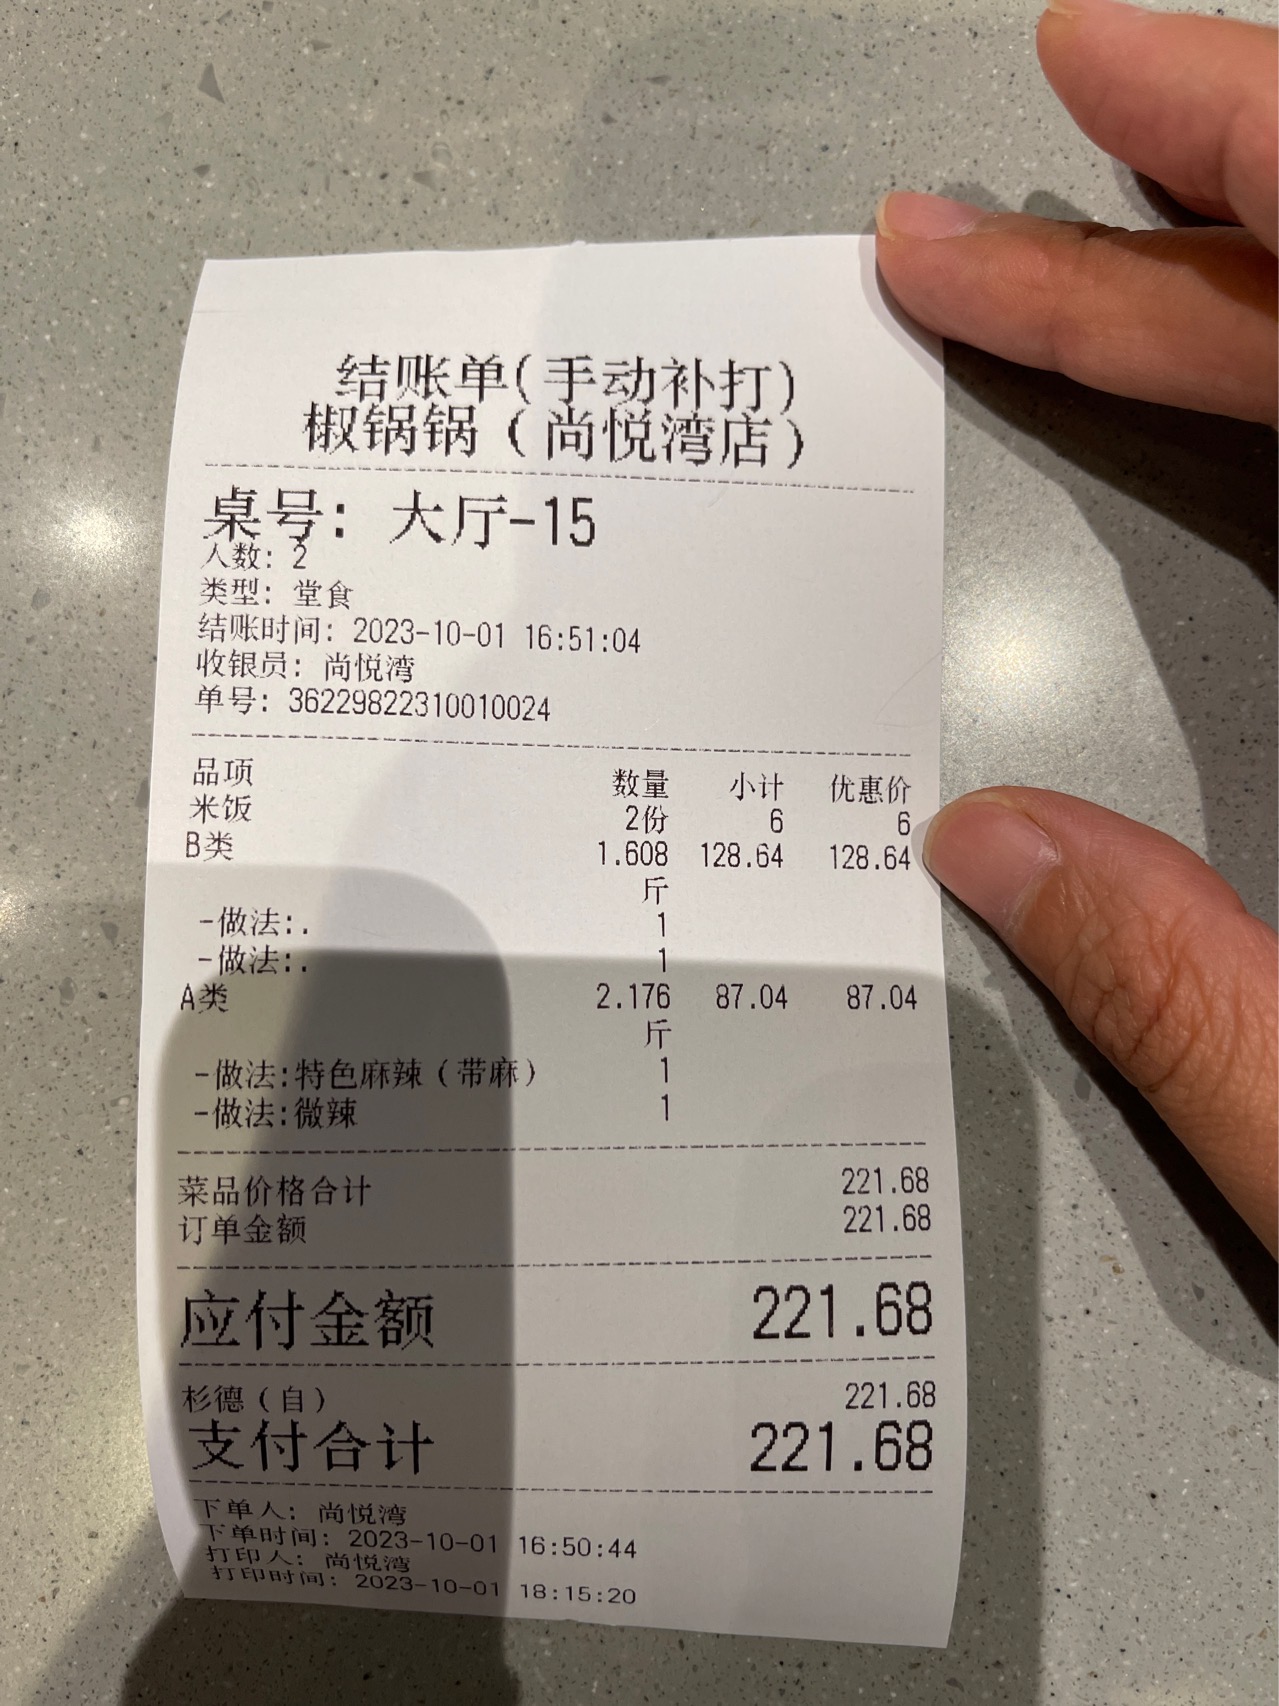 结账单(手动补打)
椒锅锅（尚悦湾店）
桌号: 大厅-15
人数: 2
类型: 堂食
结账时间: 2023-10-01 16:51:04
收银员: 尚悦湾
单号: 36229822310010024
品项 数量 小计 优惠价
米饭 2份 6 6
B类 1.608 128.64 128.64
斤
-做法:. 1
-做法:. 1
A类 2.176 87.04 87.04
斤
-做法:特色麻辣（带麻） 1
-做法:微辣 1
菜品价格合计 221.68
订单金额 221.68
应付金额 221.68
杉德（自） 221.68
支付合计 221.68
下单人: 尚悦湾
下单时间: 2023-10-01 16:50:44
打印人: 尚悦湾
打印时间: 2023-10-01 18:15:20